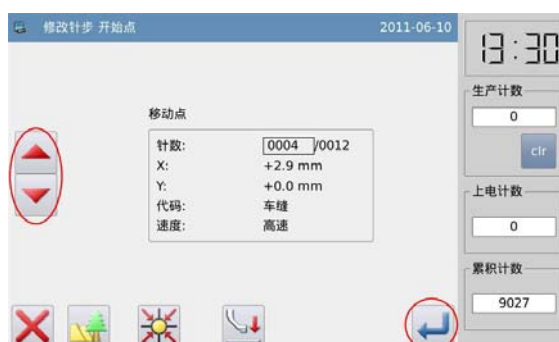 修改针步 开始点 2011-06-10
13:30
生产计数
0
clr
移动点
针数: 0004 /0012
X: +2.9 mm
Y: +0.0 mm
代码: 车缝
速度: 高速
上电计数
0
累积计数
9027